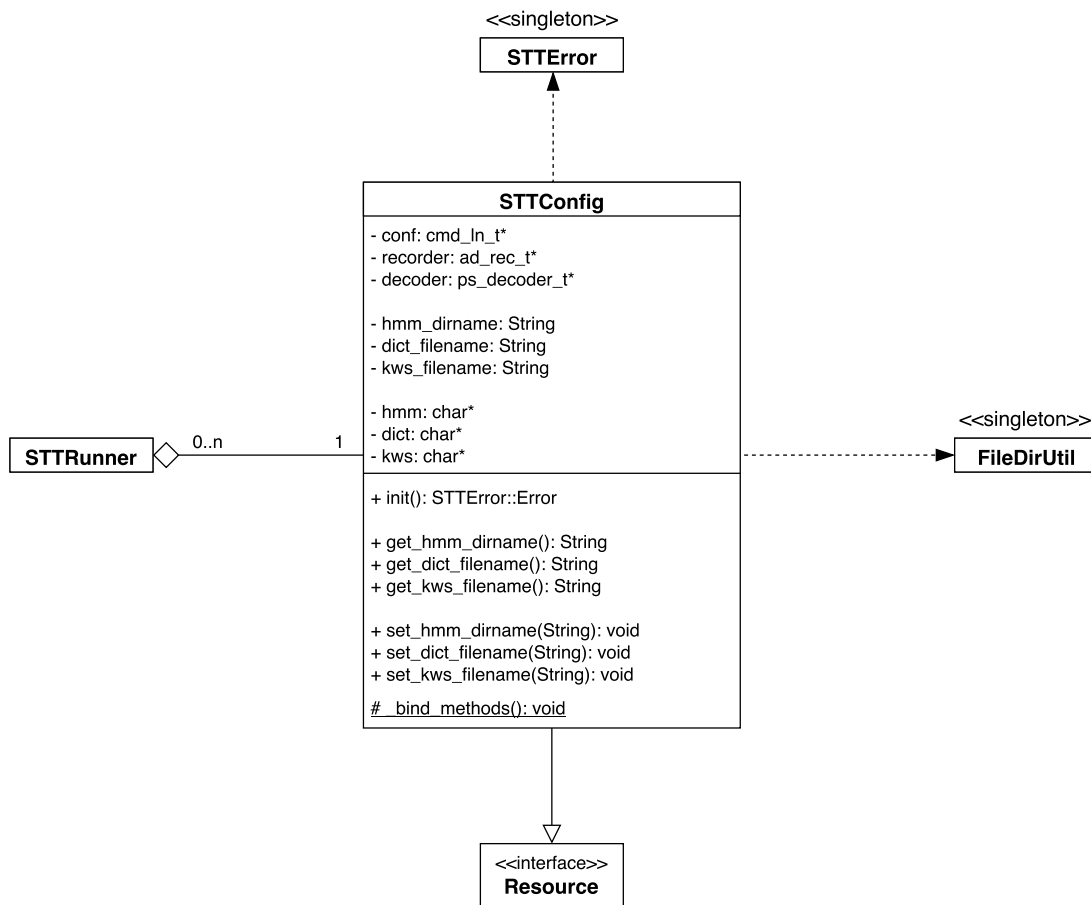 <<singleton>>
STTError
STTConfig
- conf: cmd_ln_t*
- recorder: ad_rec_t*
- decoder: ps_decoder_t*
- hmm_dirname: String
- dict_filename: String
- kws_filename: String
- hmm: char*
- dict: char*
- kws: char*
STTRunner
0..n
1
<<singleton>>
FileDirUtil
+ init(): STTError::Error
+ get_hmm_dirname(): String
+ get_dict_filename(): String
+ get_kws_filename(): String
+ set_hmm_dirname(String): void
+ set_dict_filename(String): void
+ set_kws_filename(String): void
# _bind_methods(): void
<<interface>>
Resource